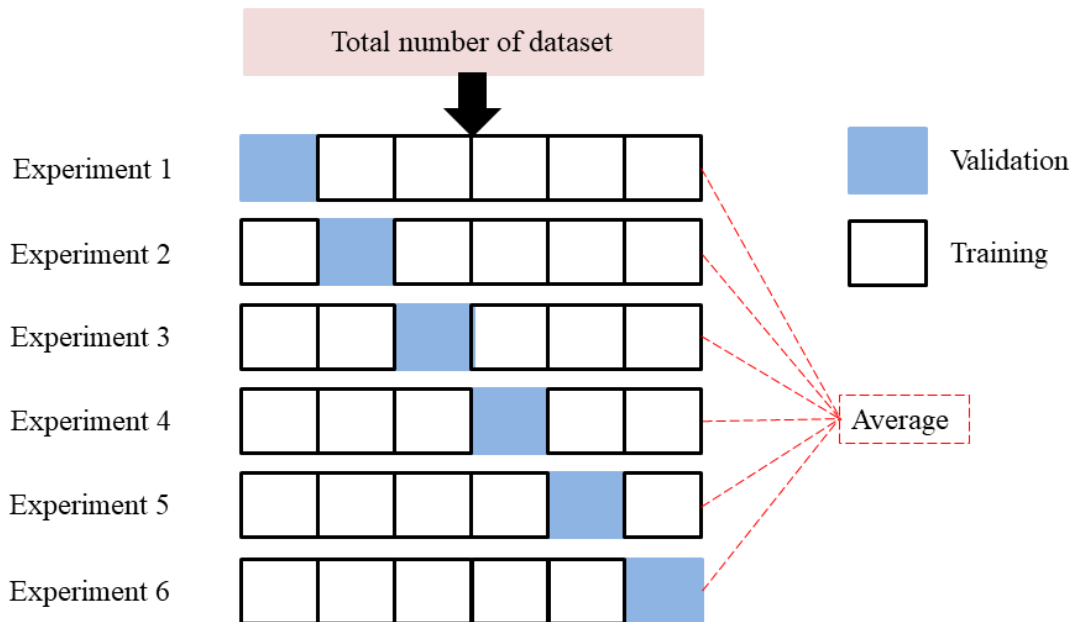 Total number of dataset
Experiment 1
Validation
Experiment 2
Training
Experiment 3
Experiment 4
Average
Experiment 5
Experiment 6